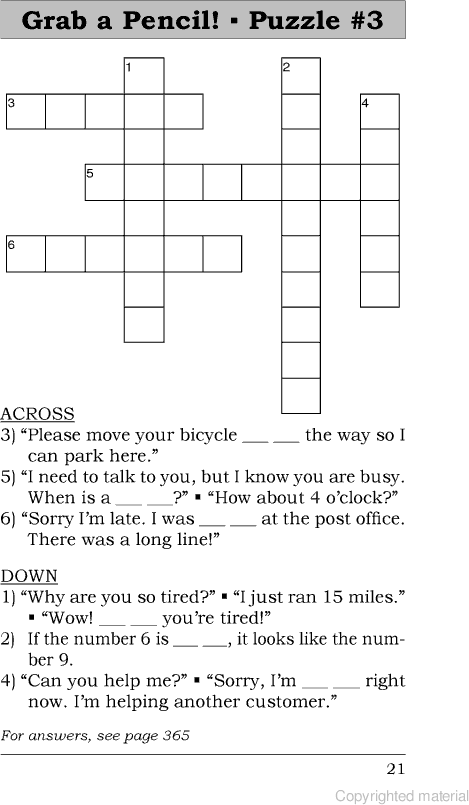 Grab a Pencil! ▪ Puzzle #3
1
2
3
4
5
6
ACROSS
3) “Please move your bicycle ___ ___ the way so I
can park here.”
5) “I need to talk to you, but I know you are busy.
When is a ___ ___?” ▪ “How about 4 o’clock?”
6) “Sorry I’m late. I was ___ ___ at the post office.
There was a long line!”
DOWN
1) “Why are you so tired?” ▪ “I just ran 15 miles.”
▪ “Wow! ___ ___ you’re tired!”
2) If the number 6 is ___ ___, it looks like the num-
ber 9.
4) “Can you help me?” ▪ “Sorry, I’m ___ ___ right
now. I’m helping another customer.”
For answers, see page 365
21
Copyrighted material